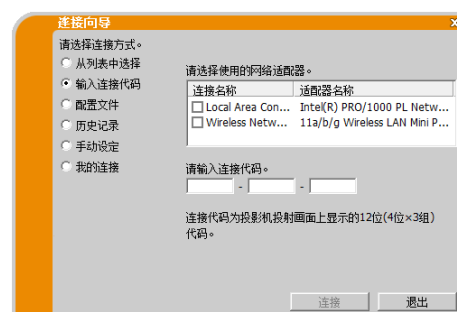 连接向导
请选择连接方式。
从列表中选择
输入连接代码
配置文件
历史记录
手动设定
我的连接
请选择使用的网络适配器。
连接名称 适配器名称
Local Area Con... Intel(R) PRO/1000 PL Netw...
Wireless Netw... 11a/b/g Wireless LAN Mini P...
请输入连接代码。
- -
连接代码为投影机投射画面上显示的12位(4位×3组)
代码。
连接 退出